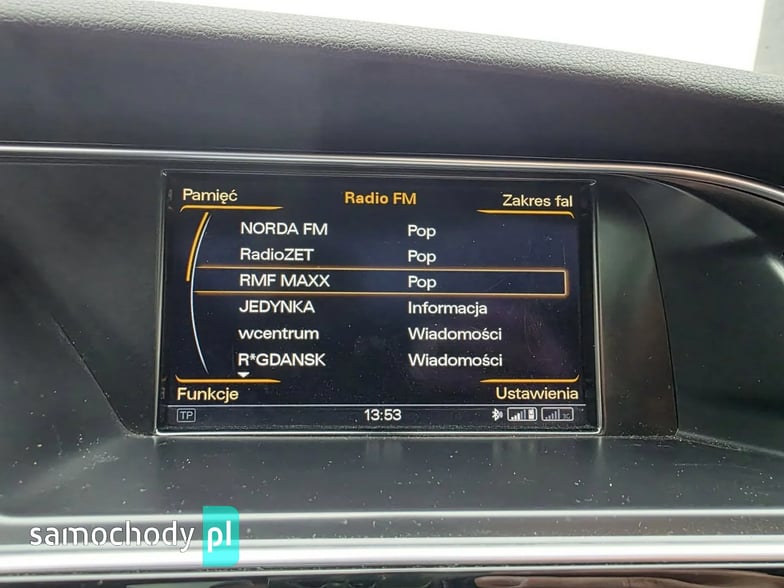 Pamięć Radio FM Zakres fal
NORDA FM Pop
RadioZET Pop
RMF MAXX Pop
JEDYNKA Informacja
wcentrum Wiadomości
R*GDANSK Wiadomości
Funkcje Ustawienia
TP 13:53
samochody pl